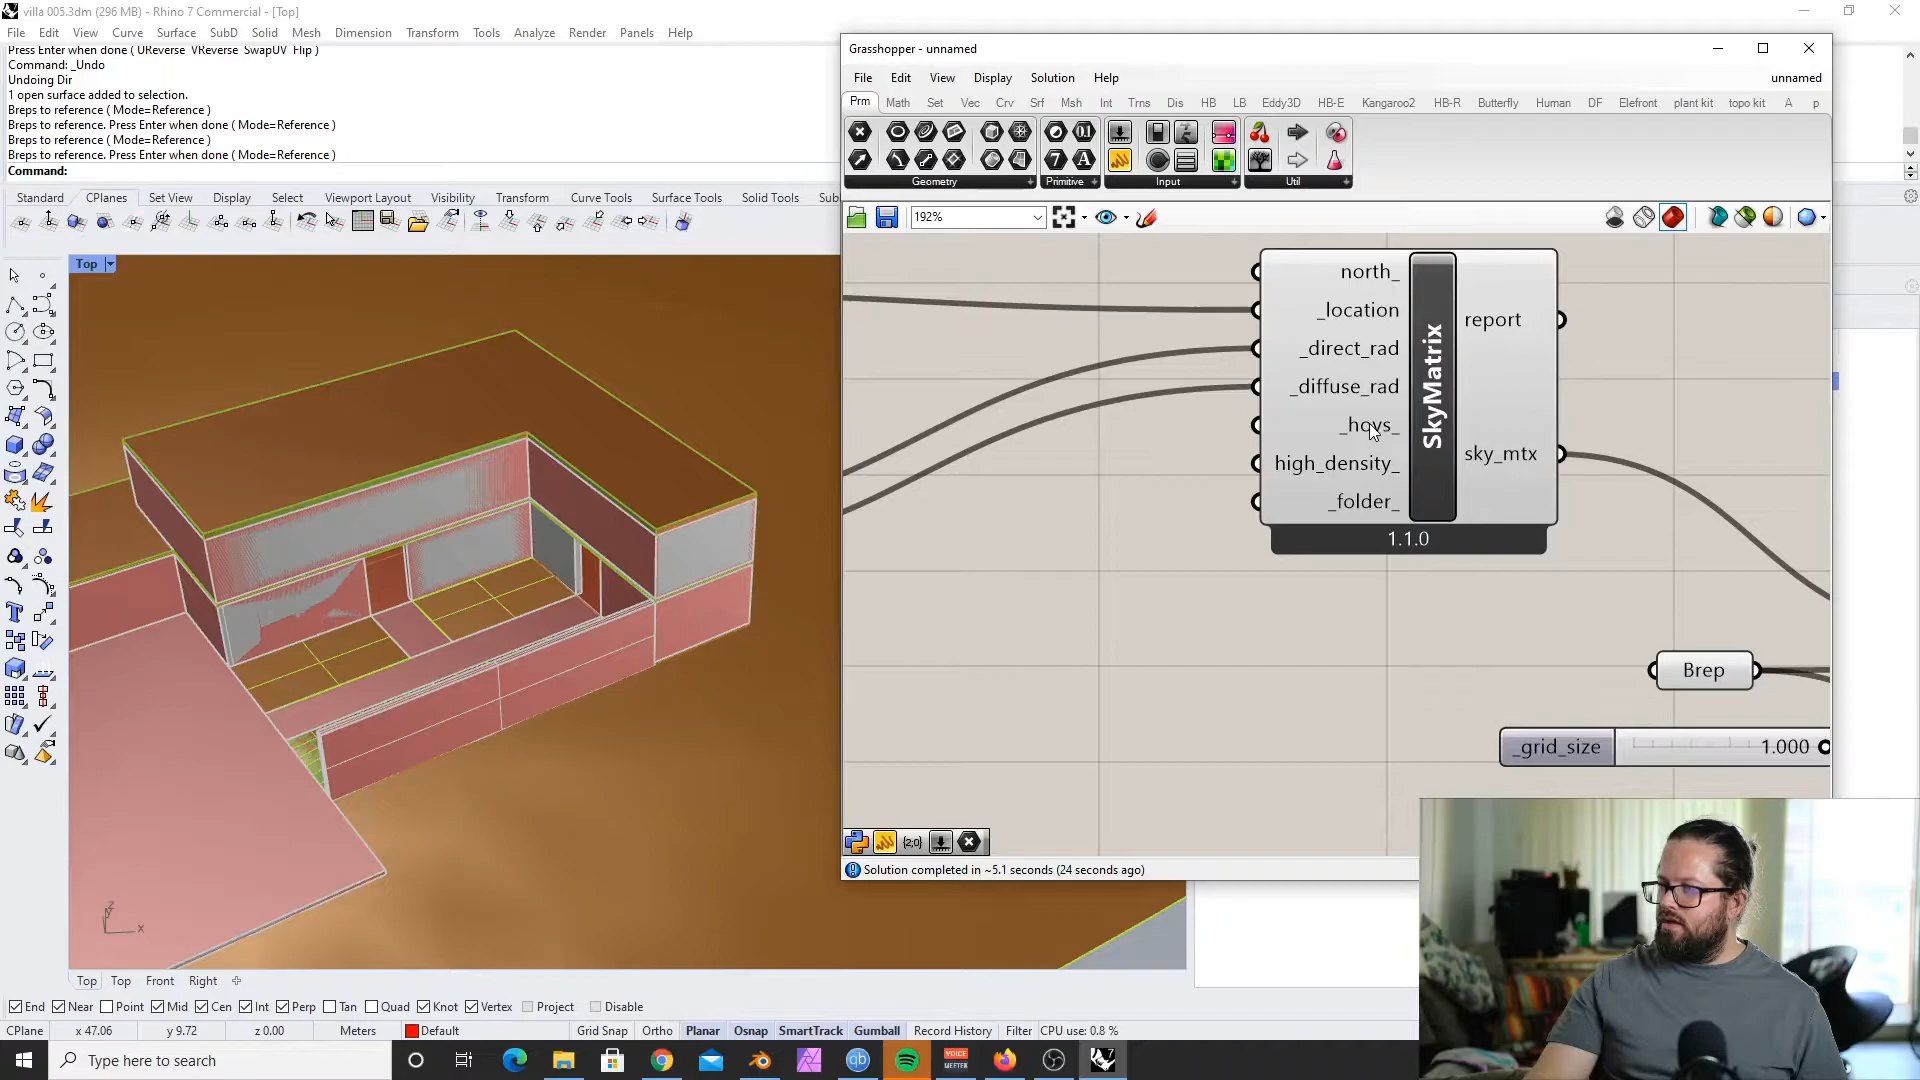 villa 005.3dm (296 MB) - Rhino 7 Commercial - [Top]
File Edit View Curve Surface SubD Solid Mesh Dimension Transform Tools Analyze Render Panels Help
Press Enter when done ( UReverse VReverse SwapUV Flip )
Command: _Undo
Undoing Dir
1 open surface added to selection.
Breps to reference ( Mode=Reference )
Breps to reference. Press Enter when done ( Mode=Reference )
Breps to reference ( Mode=Reference )
Breps to reference. Press Enter when done ( Mode=Reference )
Command:
Standard CPlanes Set View Display Select Viewport Layout Visibility Transform Curve Tools Surface Tools Solid Tools Sub
Top
Grasshopper - unnamed
File Edit View Display Solution Help unnamed
Prm Math Set Vec Crv Srf Msh Int Trns Dis HB LB Eddy3D HB-E Kangaroo2 HB-R Butterfly Human DF Elefront plant kit topo kit A p
Geometry Primitive Input Util
192%
north_
_location
_direct_rad
_diffuse_rad
high_density_
_folder_
SkyMatrix
report
sky_mtx
1.1.0
Brep
_grid_size 1.000
Solution completed in ~5.1 seconds (24 seconds ago)
z
x
Top Top Front Right
End Near Point Mid Cen Int Perp Tan Quad Knot Vertex Project Disable
CPlane x 47.06 y 9.72 z 0.00 Meters Default Grid Snap Ortho Planar Osnap SmartTrack Gumball Record History Filter CPU use: 0.8 %
Type here to search
VOICE
MEETER